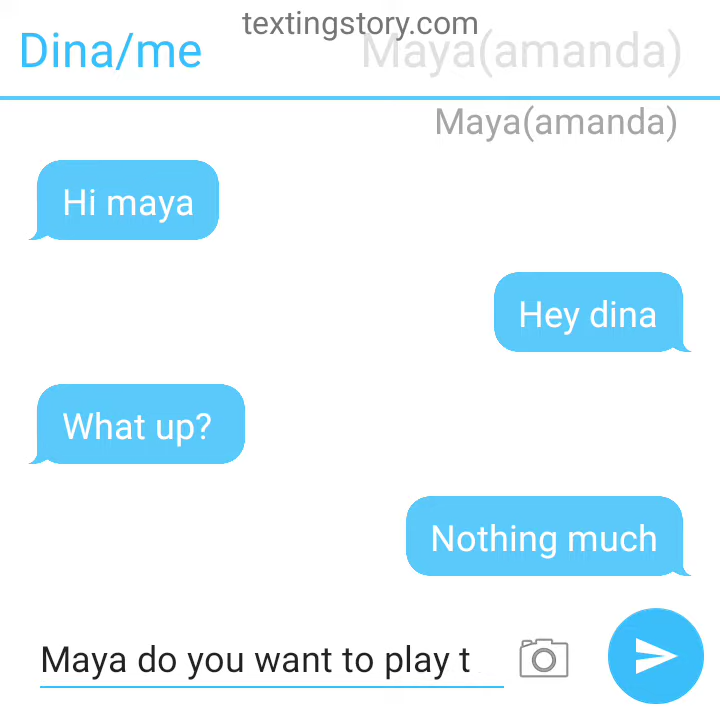 textingstory.com
Dina/me Maya(amanda)
Maya(amanda)
Hi maya
Hey dina
What up?
Nothing much
Maya do you want to play t